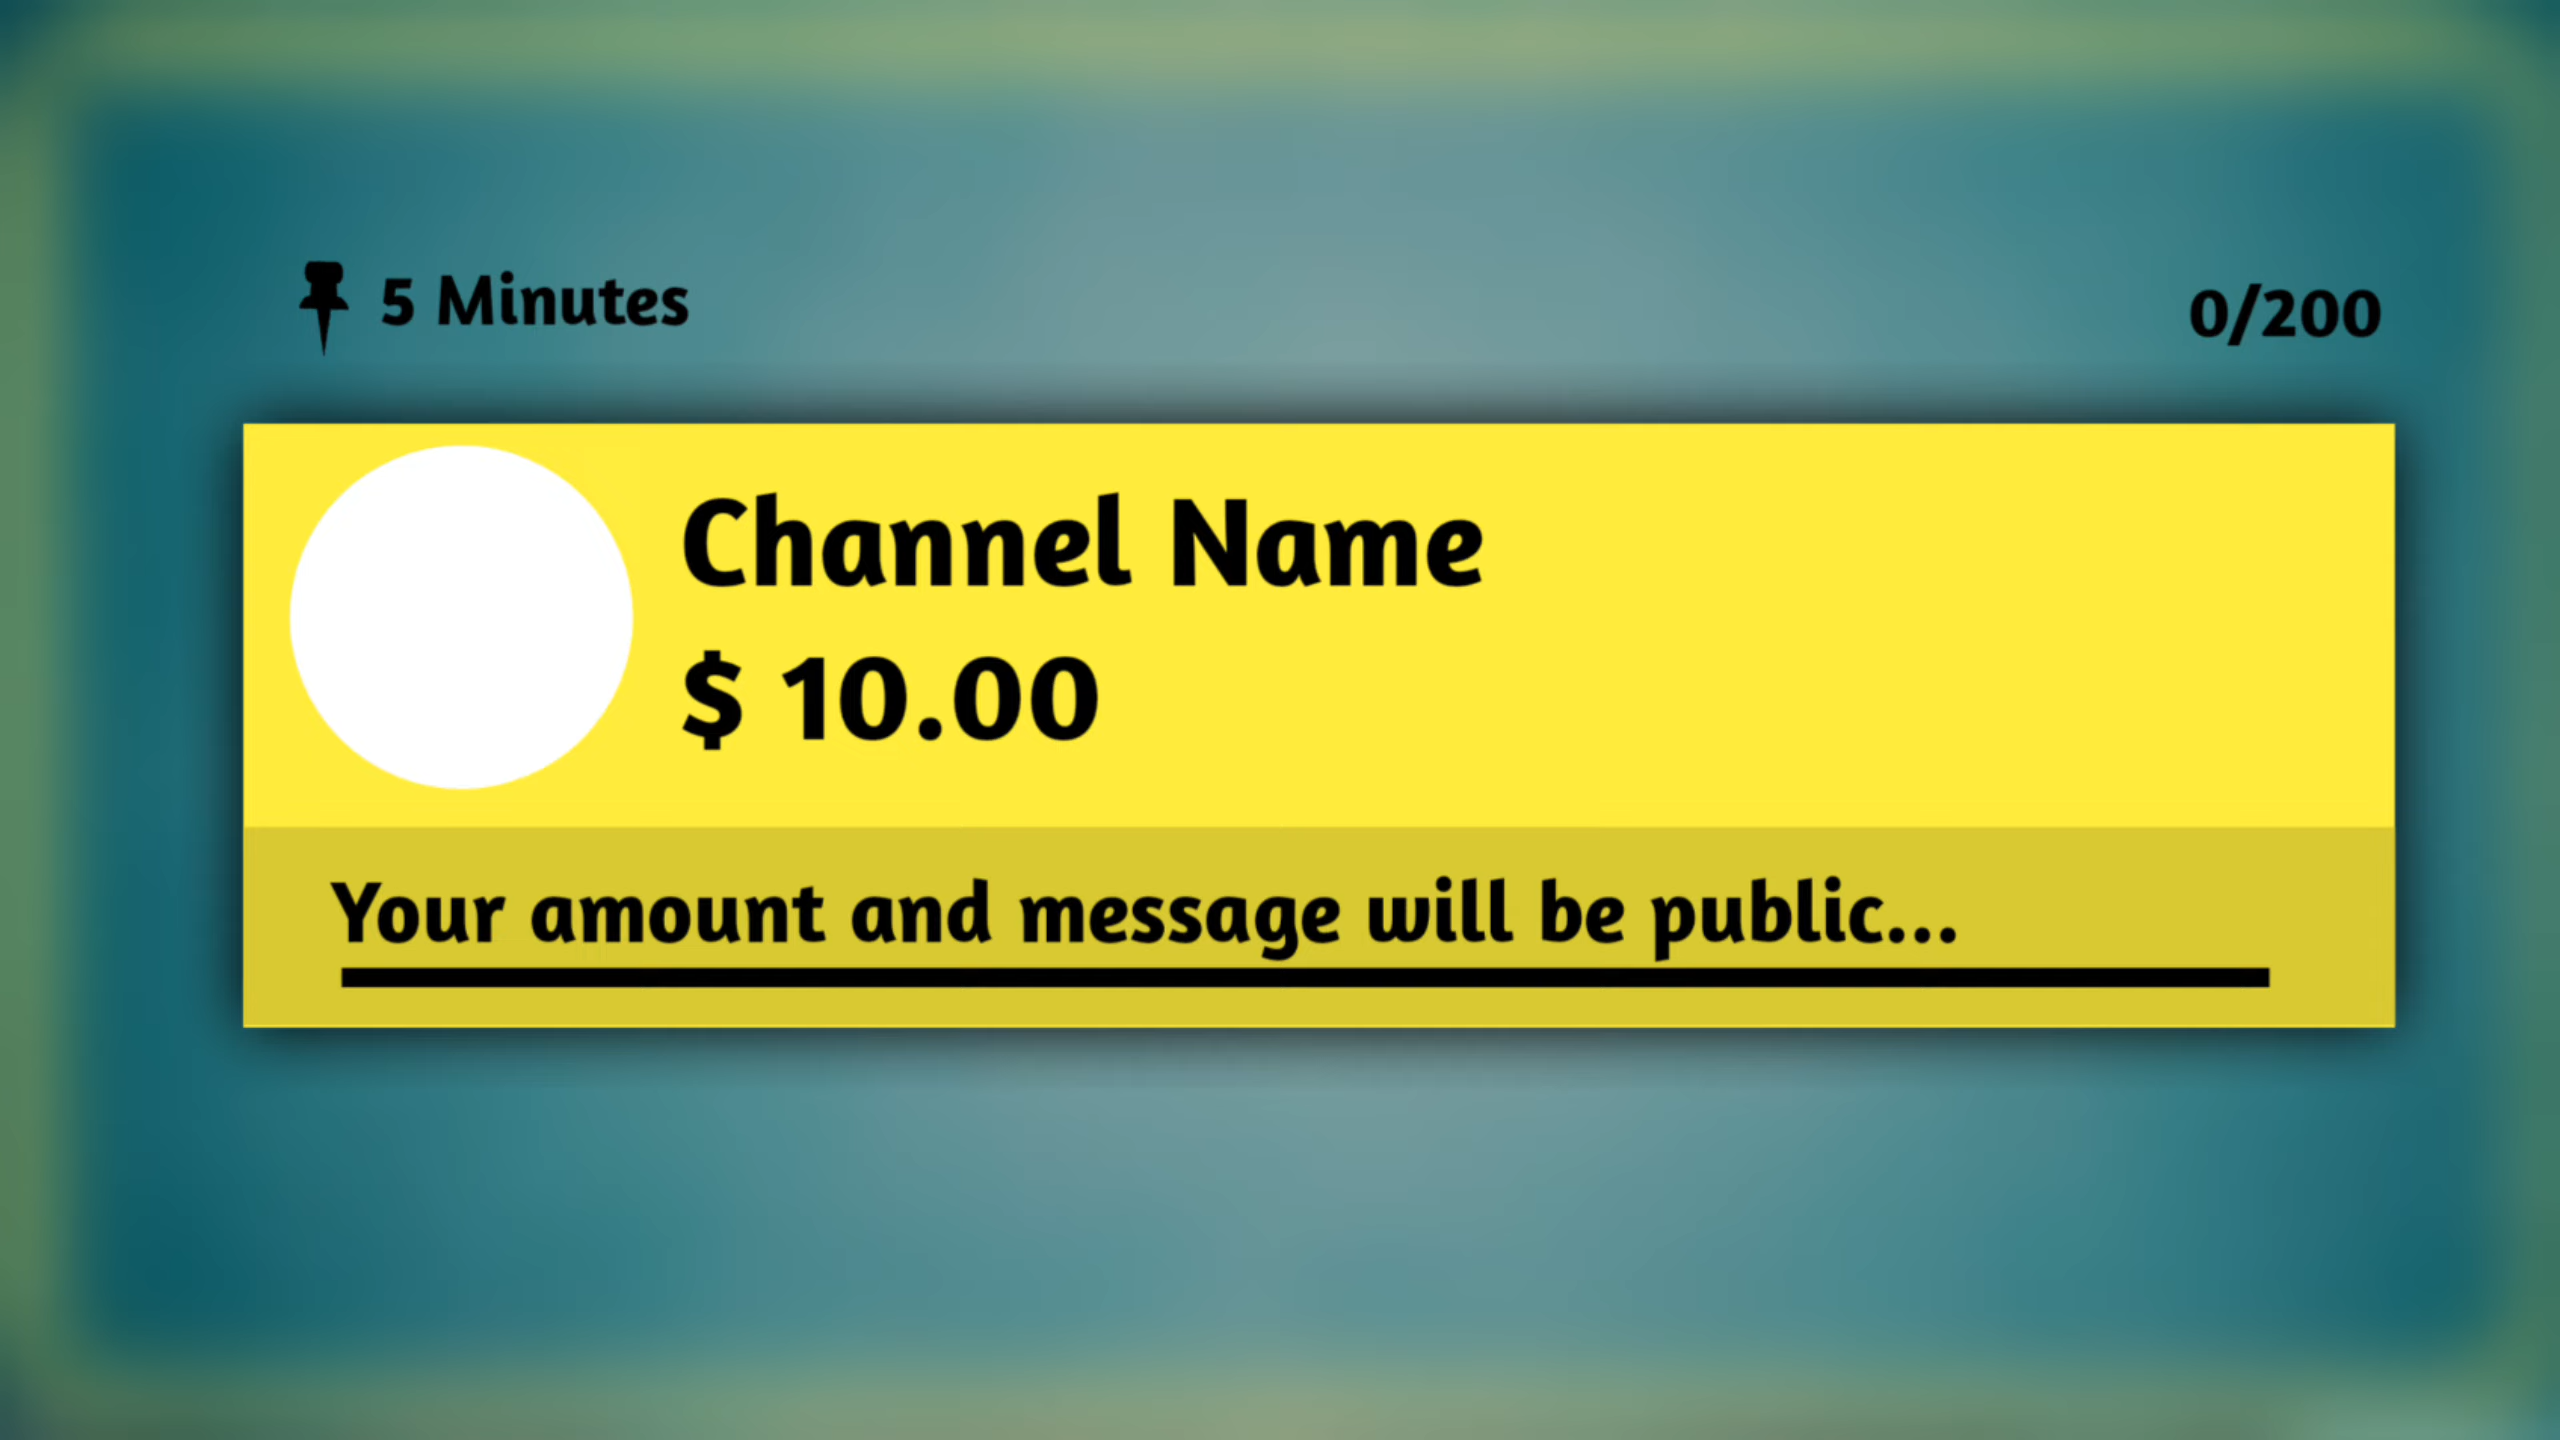 5 Minutes
0/200
Channel Name
$ 10.00
Your amount and message will be public...